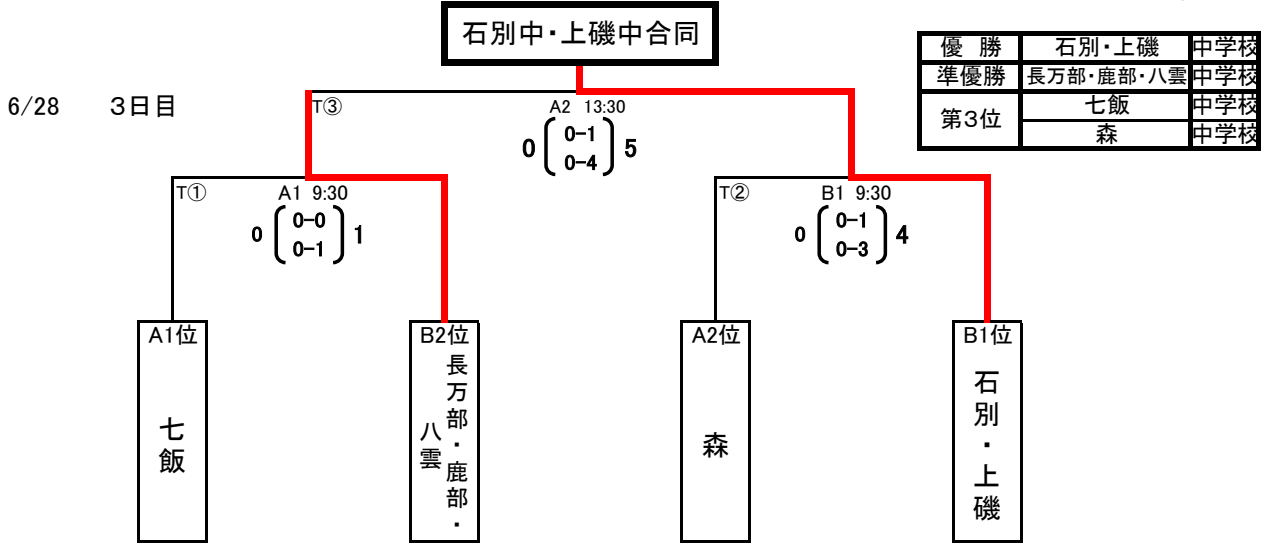 石別中・上磯中合同
優 勝 石別・上磯 中学校
準優勝 長万部・鹿部・八雲 中学校
第3位 七飯 中学校
森 中学校
6/28 3日目
T③ A2 13:30
0 0-1 5
0-4
T① A1 9:30
0 0-0 1
0-1
T② B1 9:30
0 0-1 4
0-3
A1位
七飯
B2位
長万部・鹿部・
八雲
A2位
森
B1位
石別・上磯